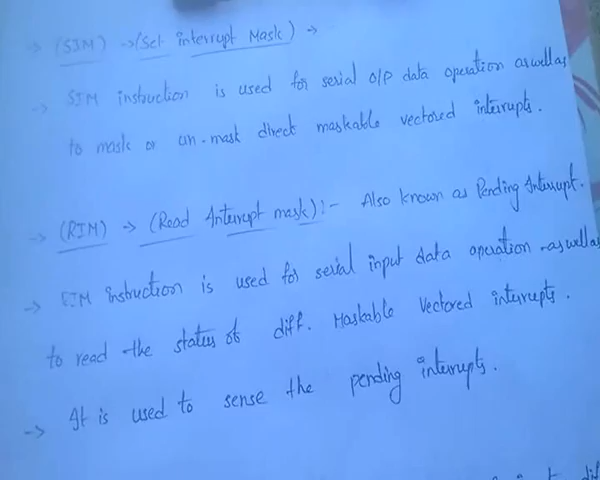 -> (SIM) -> (Set interrupt Mask) ->
-> SIM instruction is used for serial O/P data operation as well as
to mask or un-mask direct maskable vectored interrupts.
-> (RIM) -> (Read Interrupt mask):- Also known as Pending Interrupt.
-> RIM instruction is used for serial input data operation as well as
to read the status of diff. Maskable Vectored interrupts.
-> It is used to sense the pending interrupts.